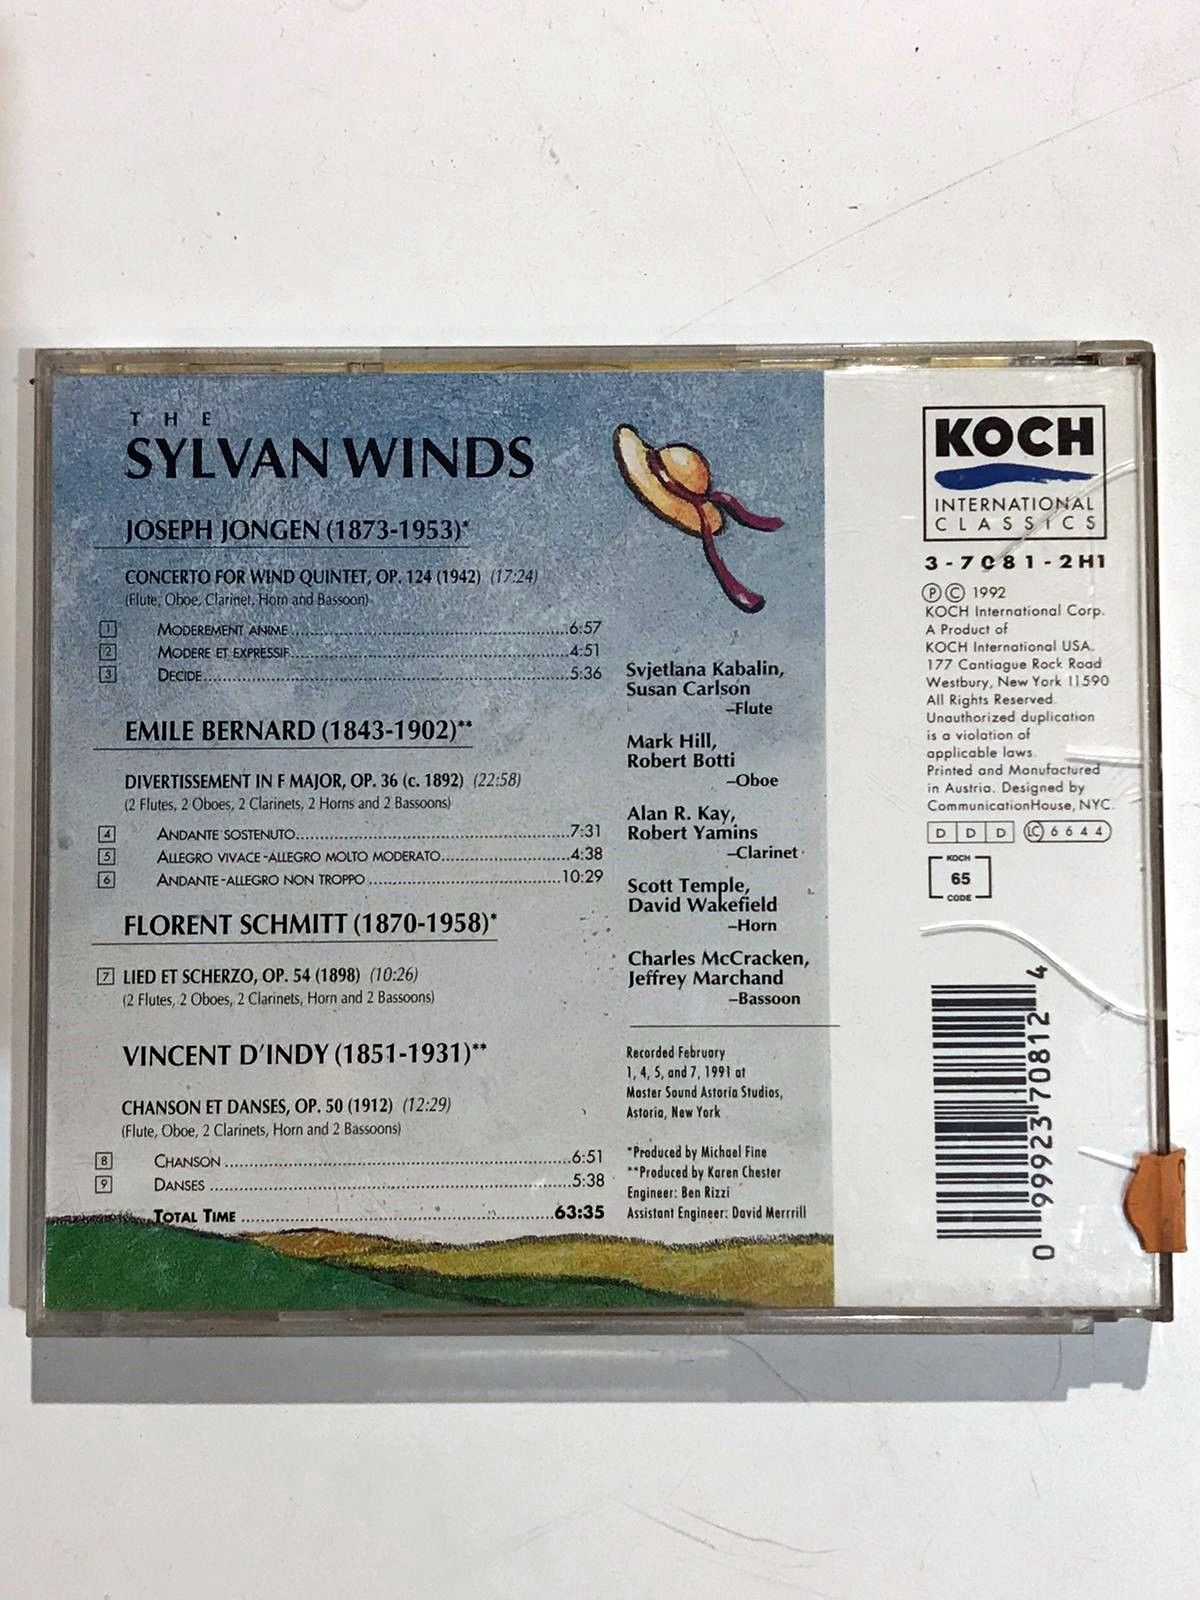 THE
SYLVAN WINDS
JOSEPH JONGEN (1873-1953)*
CONCERTO FOR WIND QUINTET, OP. 124 (1942) (17:24)
(Flute, Oboe, Clarinet, Horn and Bassoon)
1 MODEREMENT ANIME 6:57
2 MODERE ET EXPRESSIF 4:51
3 DECIDE 5:36
EMILE BERNARD (1843-1902)**
DIVERTISSEMENT IN F MAJOR, OP. 36 (c. 1892) (22:58)
(2 Flutes, 2 Oboes, 2 Clarinets, 2 Horns and 2 Bassoons)
4 ANDANTE SOSTENUTO 7:31
5 ALLEGRO VIVACE-ALLEGRO MOLTO MODERATO 4:38
6 ANDANTE-ALLEGRO NON TROPPO 10:29
FLORENT SCHMITT (1870-1958)*
7 LIED ET SCHERZO, OP. 54 (1898) (10:26)
(2 Flutes, 2 Oboes, 2 Clarinets, Horn and 2 Bassoons)
VINCENT D'INDY (1851-1931)**
CHANSON ET DANSES, OP. 50 (1912) (12:29)
(Flute, Oboe, 2 Clarinets, Horn and 2 Bassoons)
8 CHANSON 6:51
9 DANSES 5:38
TOTAL TIME 63:35
Svjetlana Kabalin,
Susan Carlson
–Flute
Mark Hill,
Robert Botti
–Oboe
Alan R. Kay,
Robert Yamins
–Clarinet
Scott Temple,
David Wakefield
–Horn
Charles McCracken,
Jeffrey Marchand
–Bassoon
Recorded February
1, 4, 5, and 7, 1991 at
Master Sound Astoria Studios,
Astoria, New York
*Produced by Michael Fine
**Produced by Karen Chester
Engineer: Ben Rizzi
Assistant Engineer: David Merrrill
KOCH
INTERNATIONAL
CLASSICS
3-7081-2H1
Ⓟ © 1992
KOCH International Corp.
A Product of
KOCH International USA.
177 Cantiague Rock Road
Westbury, New York 11590
All Rights Reserved.
Unauthorized duplication
is a violation of
applicable laws.
Printed and Manufactured
in Austria. Designed by
CommunicationHouse, NYC.
D D D LC 6644
KOCH
65
CODE
0 99923 70812 4